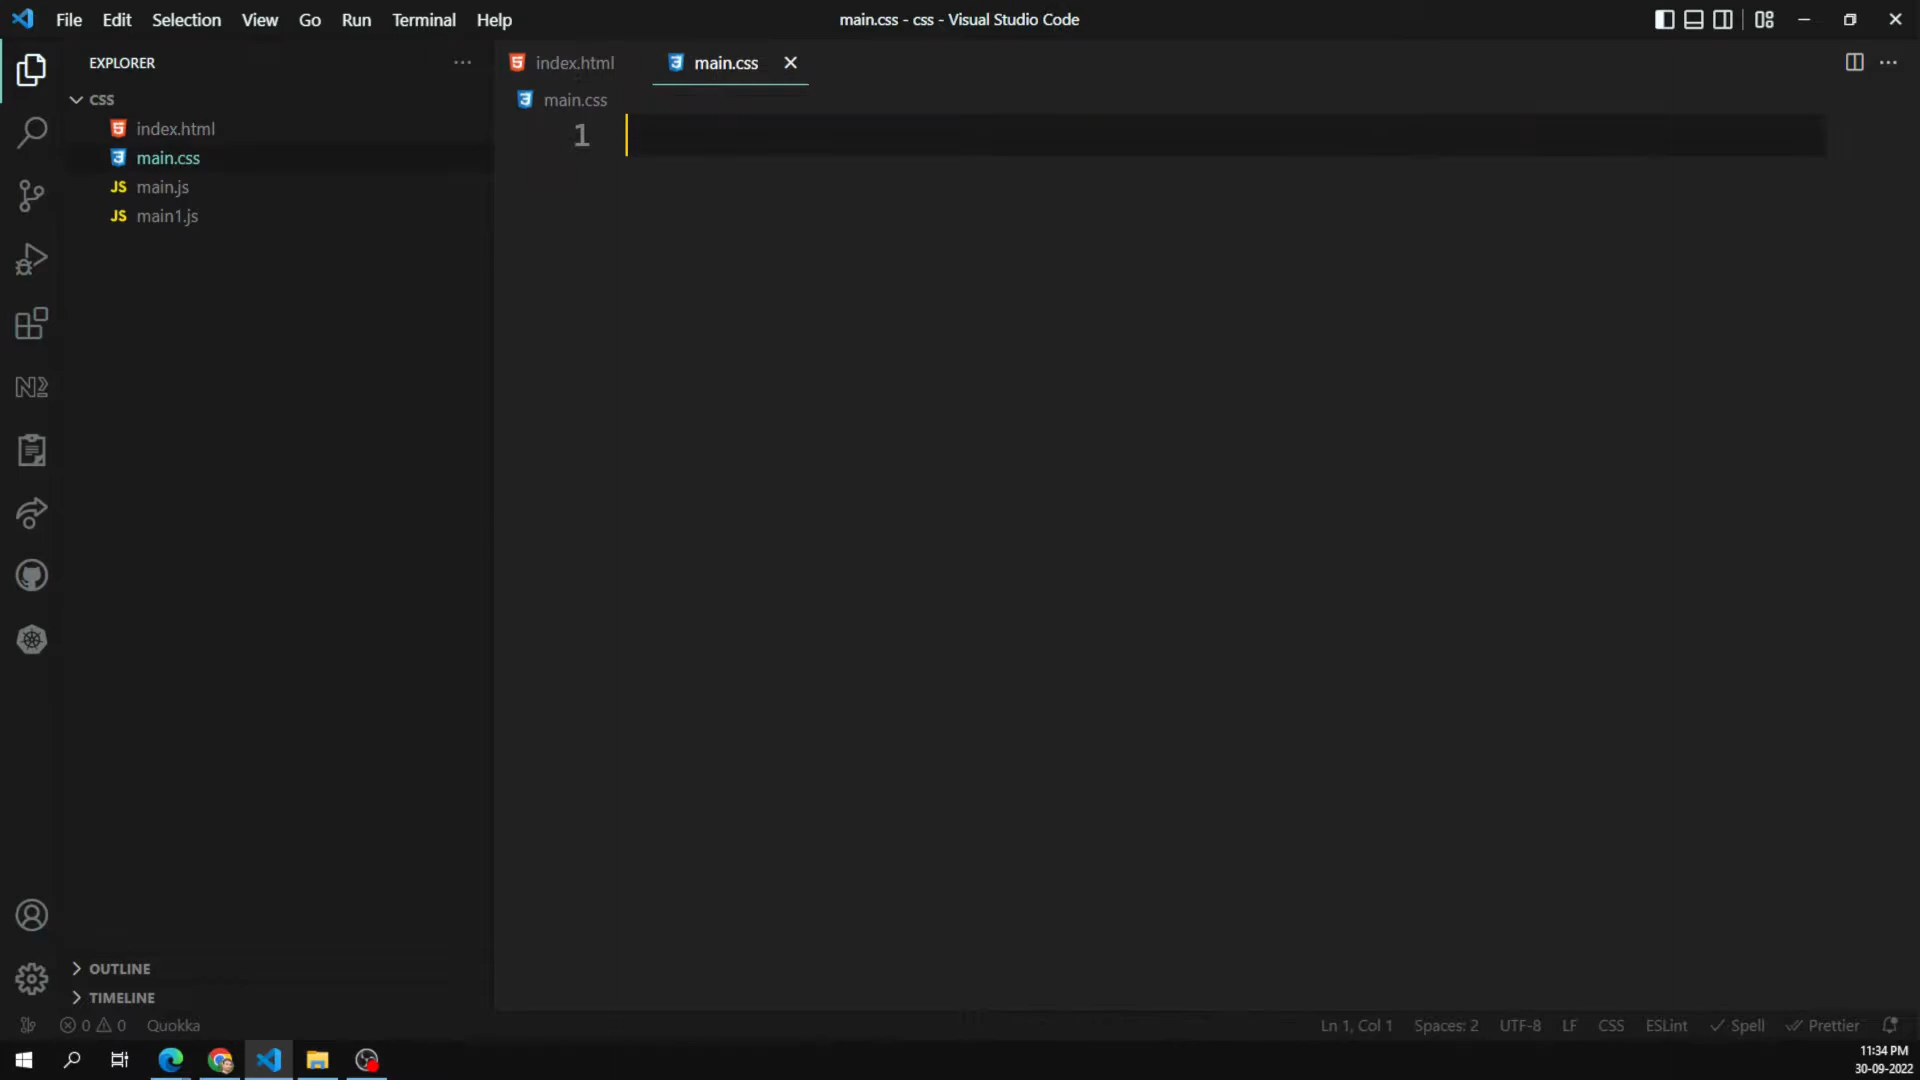 File Edit Selection View Go Run Terminal Help
main.css - css - Visual Studio Code
EXPLORER
index.html
main.css
CSS
main.css
index.html
1
main.css
JS main.js
JS main1.js
OUTLINE
TIMELINE
0 0 Quokka
Ln 1, Col 1 Spaces: 2 UTF-8 LF CSS ESLint Spell Prettier
11:34 PM
30-09-2022